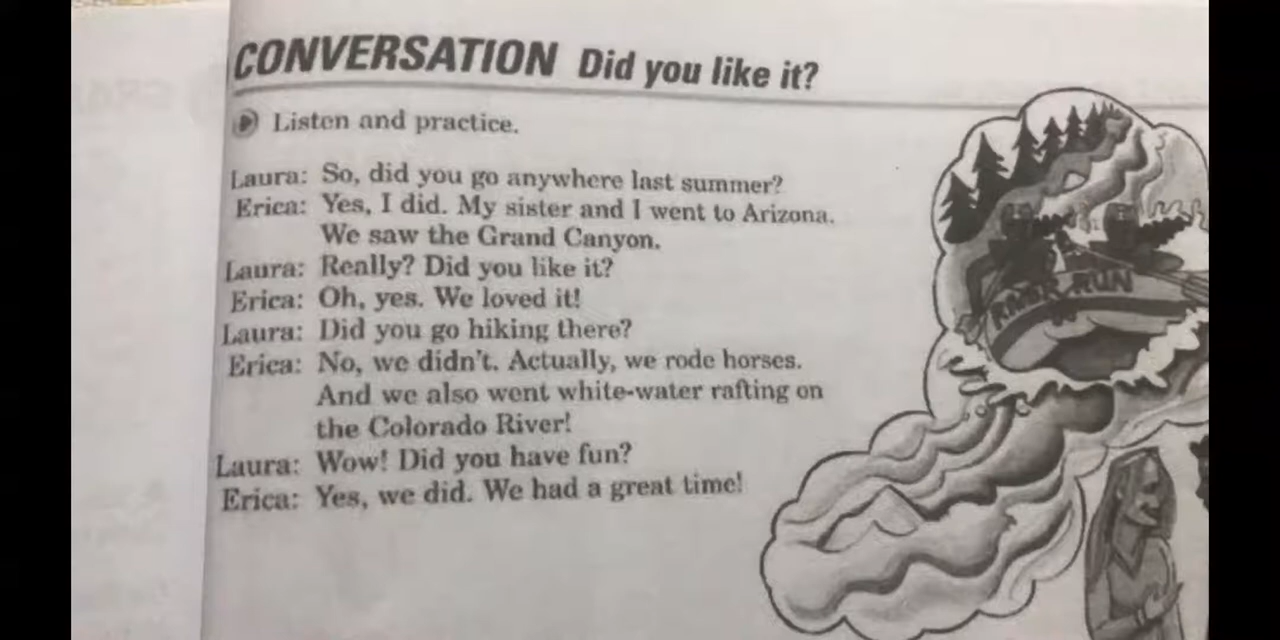 CONVERSATION Did you like it?
Listen and practice.
Laura: So, did you go anywhere last summer?
Erica: Yes, I did. My sister and I went to Arizona.
We saw the Grand Canyon.
Laura: Really? Did you like it?
Erica: Oh, yes. We loved it!
Laura: Did you go hiking there?
Erica: No, we didn't. Actually, we rode horses.
And we also went white-water rafting on
the Colorado River!
Laura: Wow! Did you have fun?
Erica: Yes, we did. We had a great time!
RIVER RUN